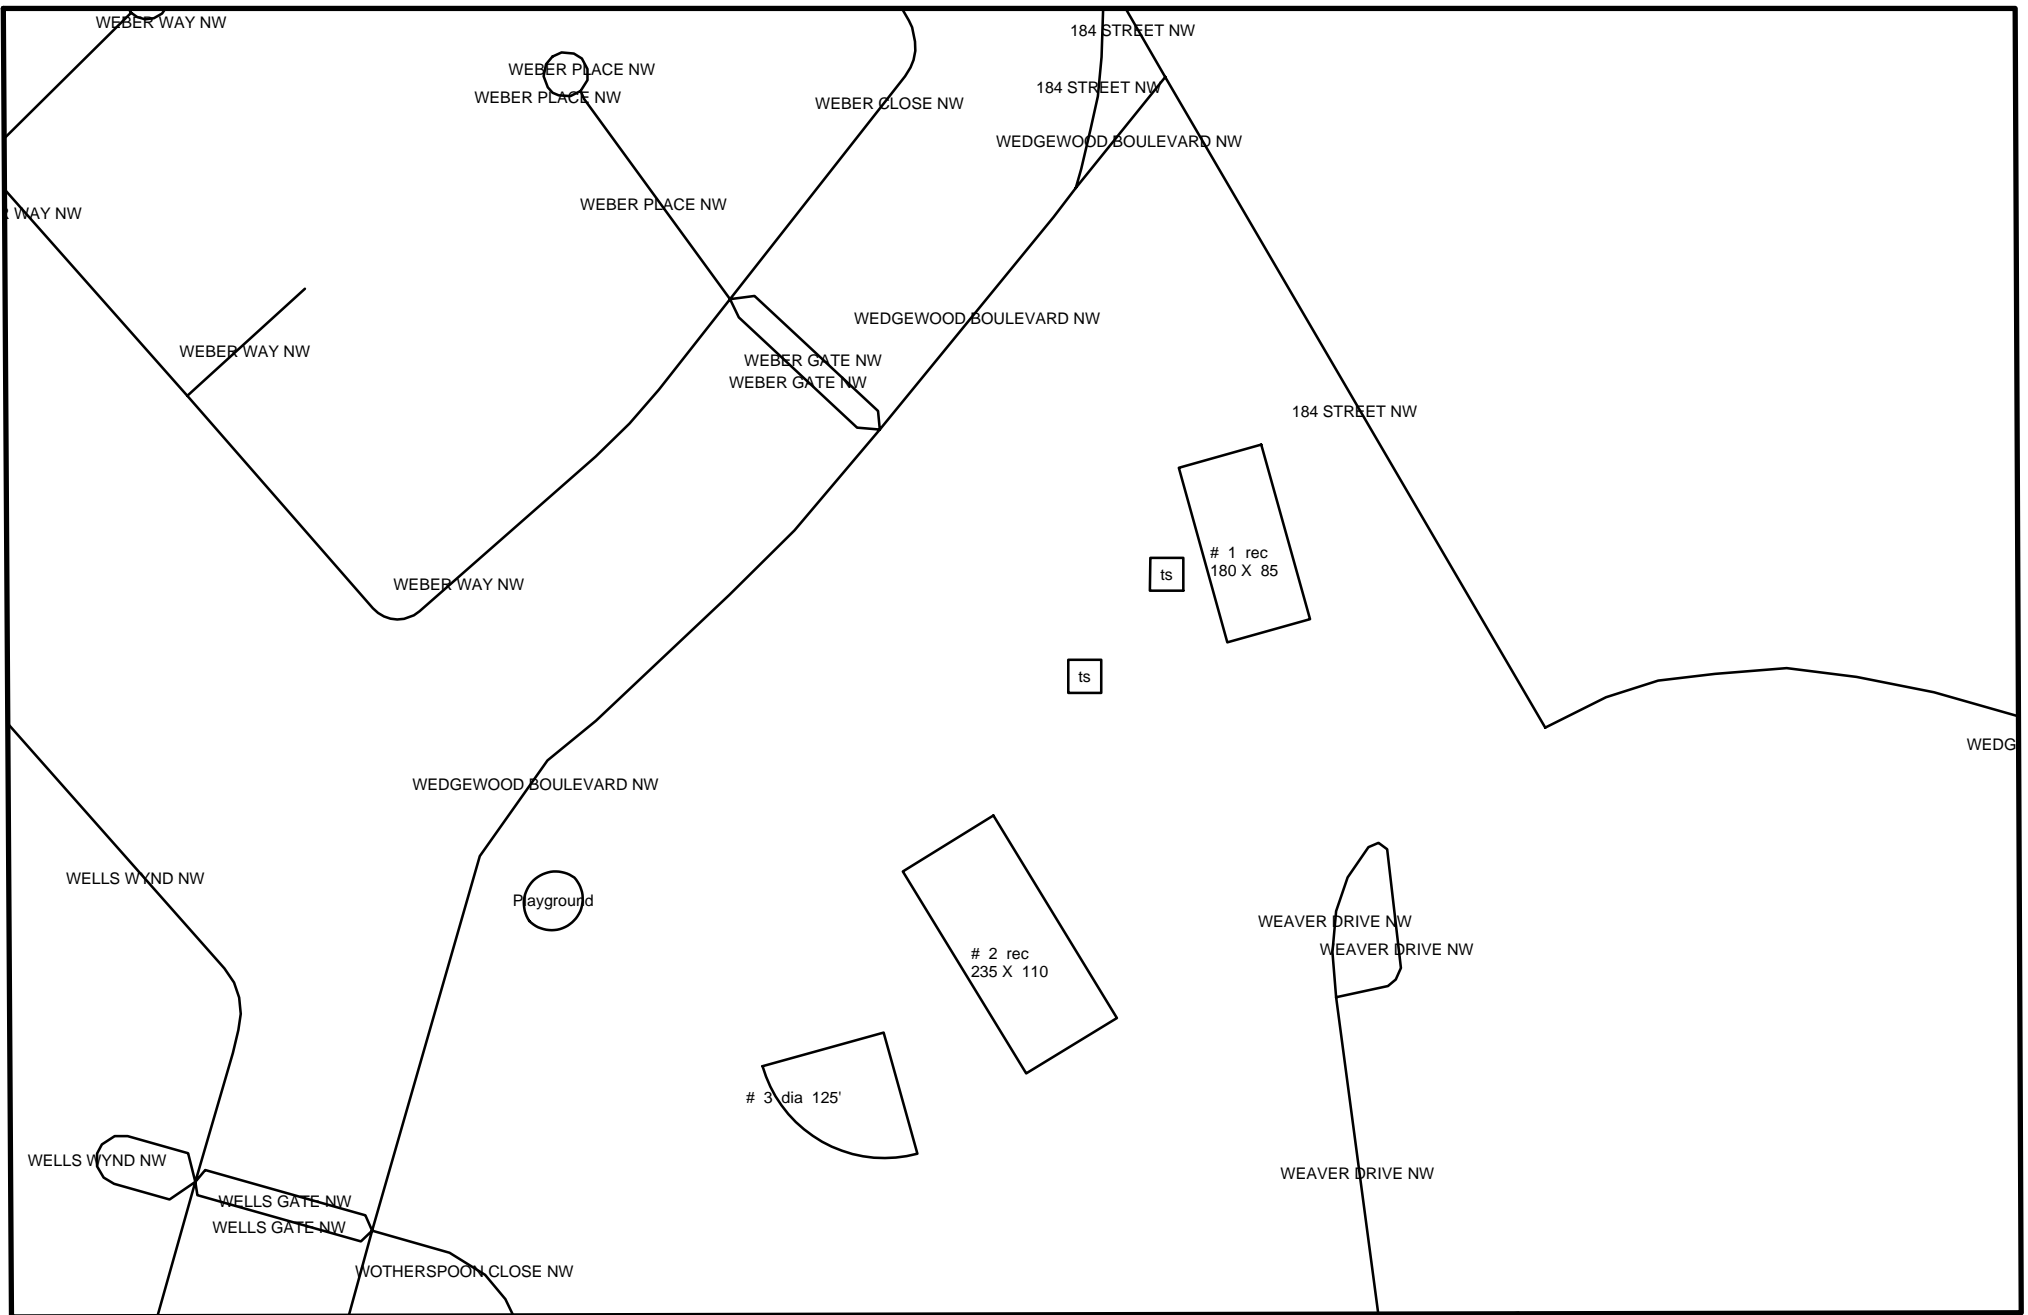 WEBER WAY NW
184 STREET NW
WEBER PLACE NW
184 STREET NW
WEBER PLACE NW
WEBER CLOSE NW
WEDGEWOOD BOULEVARD NW
WEBER PLACE NW
WAY NW
WEDGEWOOD BOULEVARD NW
WEBER WAY NW
WEBER GATE NW
WEBER GATE NW
184 STREET NW
# 1 rec
180 X 85
ts
WEBER WAY NW
ts
WEDG
WEDGEWOOD BOULEVARD NW
WELLS WYND NW
Playground
WEAVER DRIVE NW
WEAVER DRIVE NW
# 2 rec
235 X 110
# 3 dia 125'
WELLS WYND NW
WEAVER DRIVE NW
WELLS GATE NW
WELLS GATE NW
WOTHERSPOON CLOSE NW